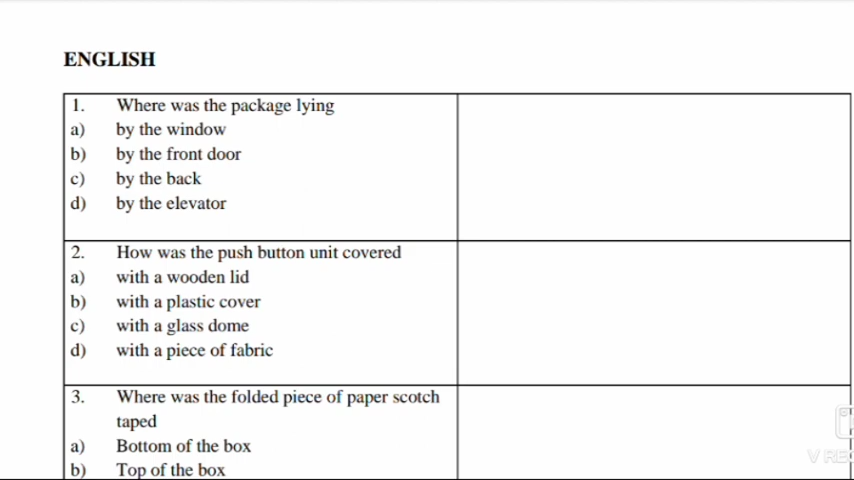 ENGLISH
1. Where was the package lying
a) by the window
b) by the front door
c) by the back
d) by the elevator
2. How was the push button unit covered
a) with a wooden lid
b) with a plastic cover
c) with a glass dome
d) with a piece of fabric
3. Where was the folded piece of paper scotch
taped
a) Bottom of the box
b) Top of the box
V REC